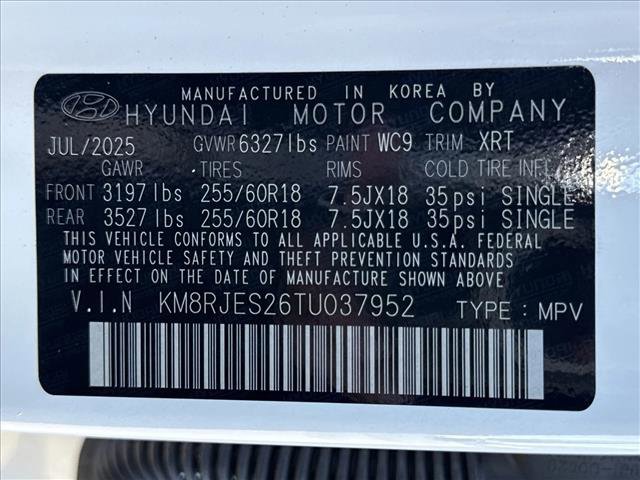 MANUFACTURED IN KOREA BY
HYUNDAI MOTOR COMPANY
JUL/2025 GVWR 6327lbs PAINT WC9 TRIM XRT
GAWR TIRES RIMS COLD TIRE INFL.
FRONT 3197lbs 255/60R18 7.5JX18 35psi SINGLE
REAR 3527lbs 255/60R18 7.5JX18 35psi SINGLE
THIS VEHICLE CONFORMS TO ALL APPLICABLE U.S.A. FEDERAL
MOTOR VEHICLE SAFETY AND THEFT PREVENTION STANDARDS
IN EFFECT ON THE DATE OF MANUFACTURE SHOWN ABOVE.
V.I.N KM8RJES26TU037952 TYPE : MPV